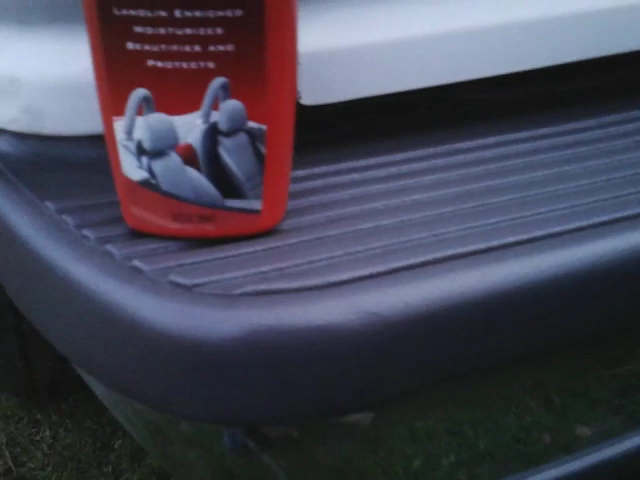 LANOLIN ENRICHED
MOISTURIZES
BEAUTIFIES AND
PROTECTS